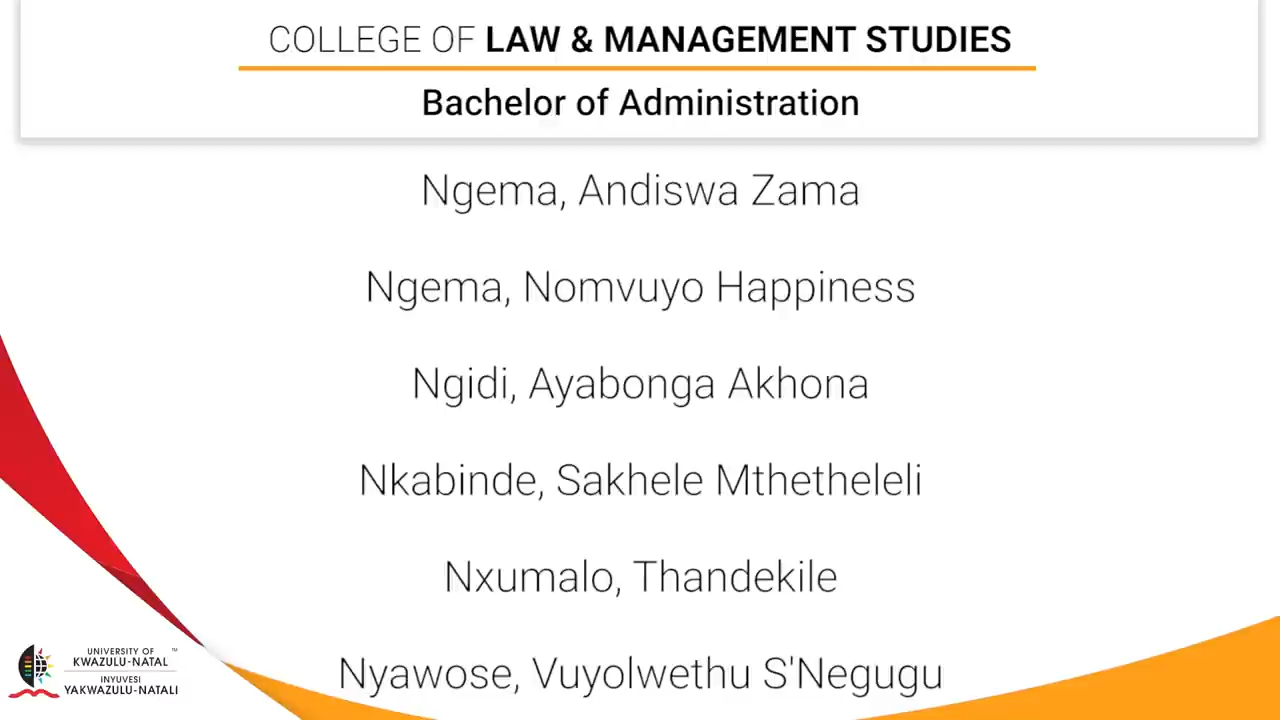 COLLEGE OF LAW & MANAGEMENT STUDIES
Bachelor of Administration
Ngema, Andiswa Zama
Ngema, Nomvuyo Happiness
Ngidi, Ayabonga Akhona
Nkabinde, Sakhele Mthetheleli
Nxumalo, Thandekile
Nyawose, Vuyolwethu S'Negugu
UNIVERSITY OF ™
KWAZULU-NATAL
INYUVESI
YAKWAZULU-NATALI